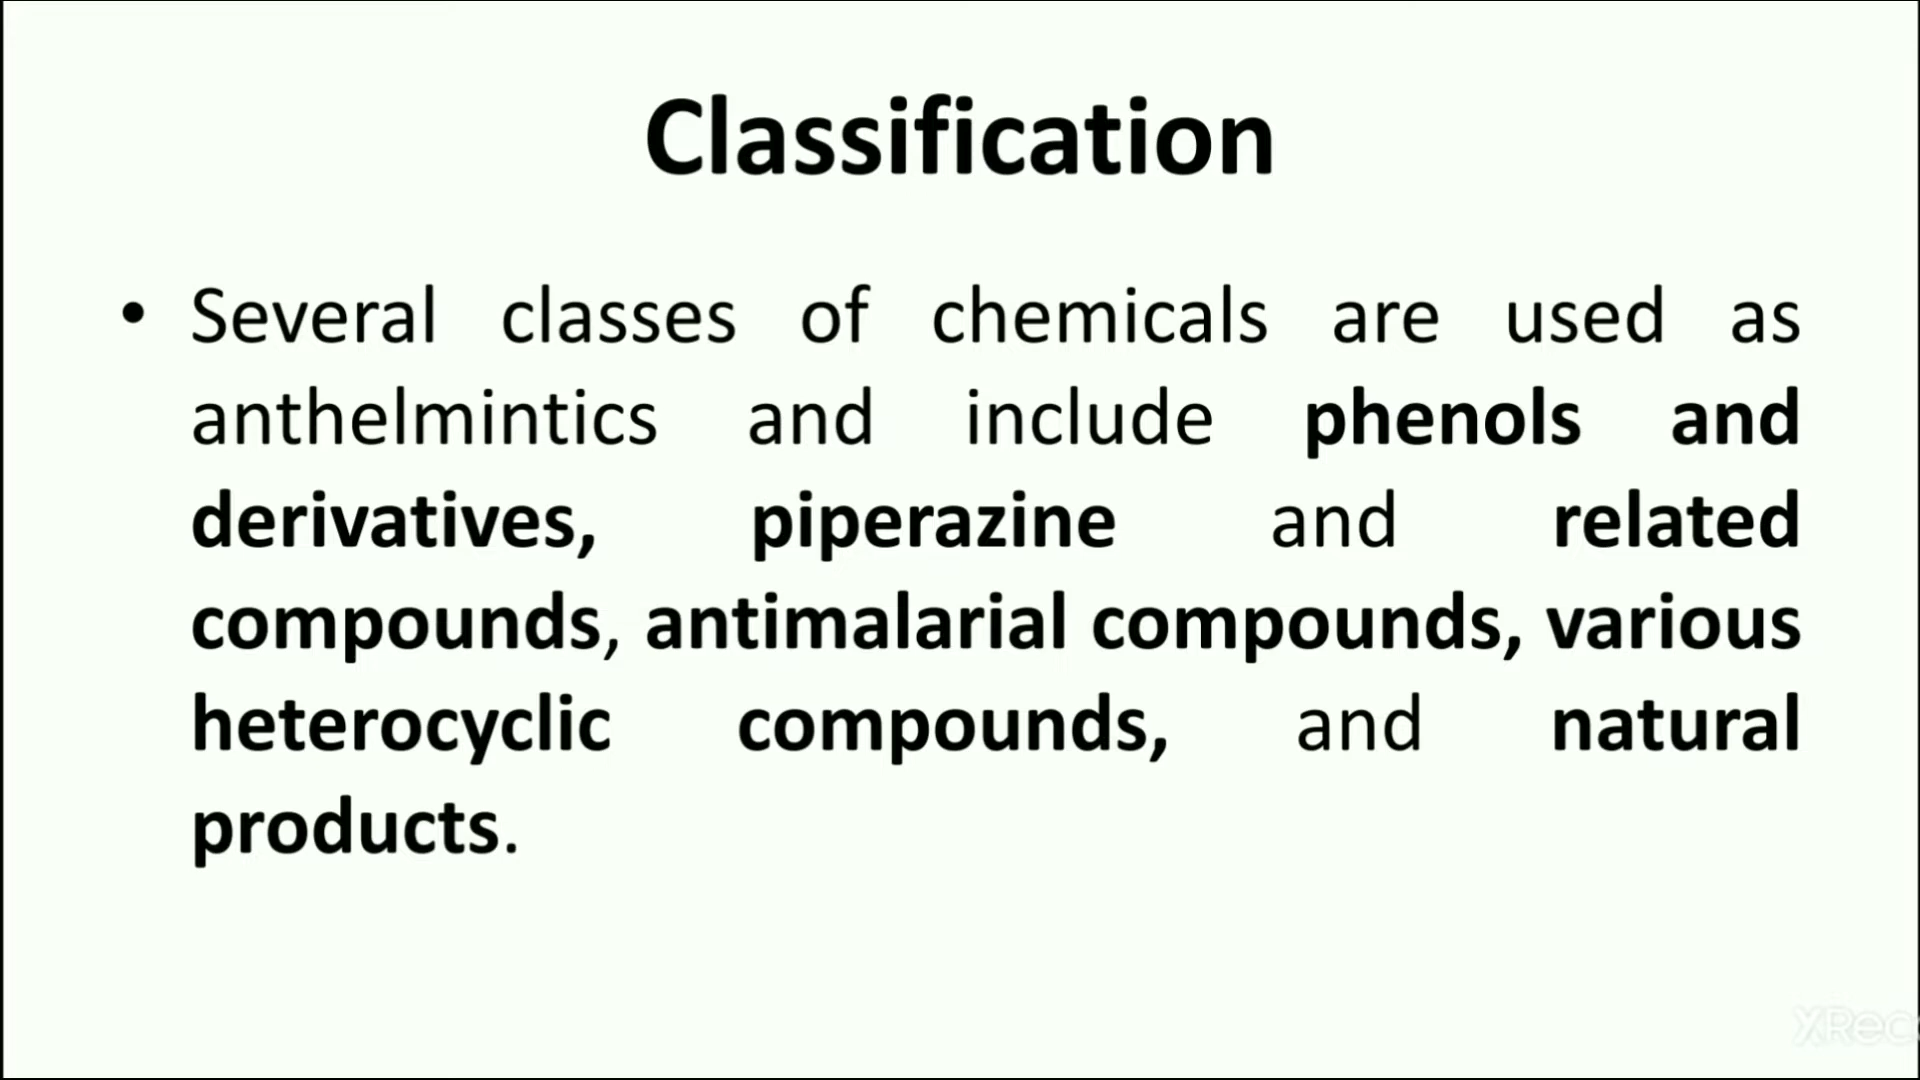 Classification
• Several classes of chemicals are used as
anthelmintics and include phenols and
derivatives, piperazine and related
compounds, antimalarial compounds, various
heterocyclic compounds, and natural
products.
XRec